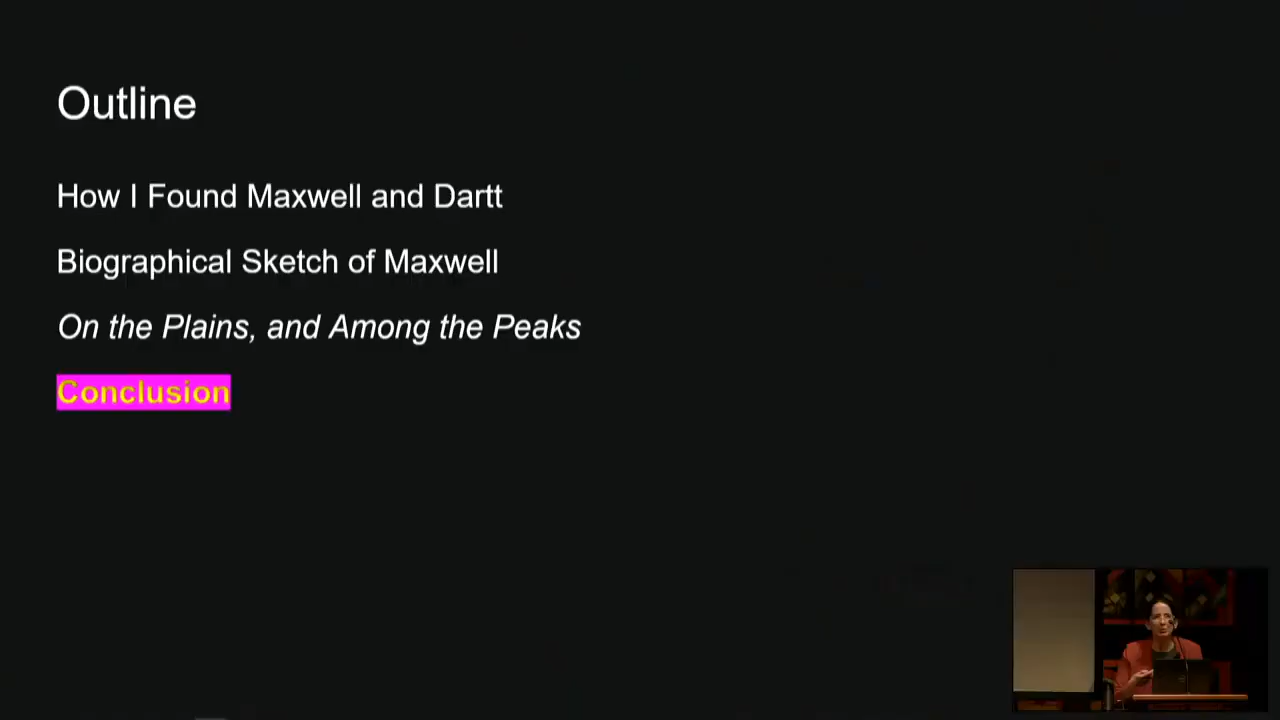 Outline
How I Found Maxwell and Dartt
Biographical Sketch of Maxwell
On the Plains, and Among the Peaks
Conclusion